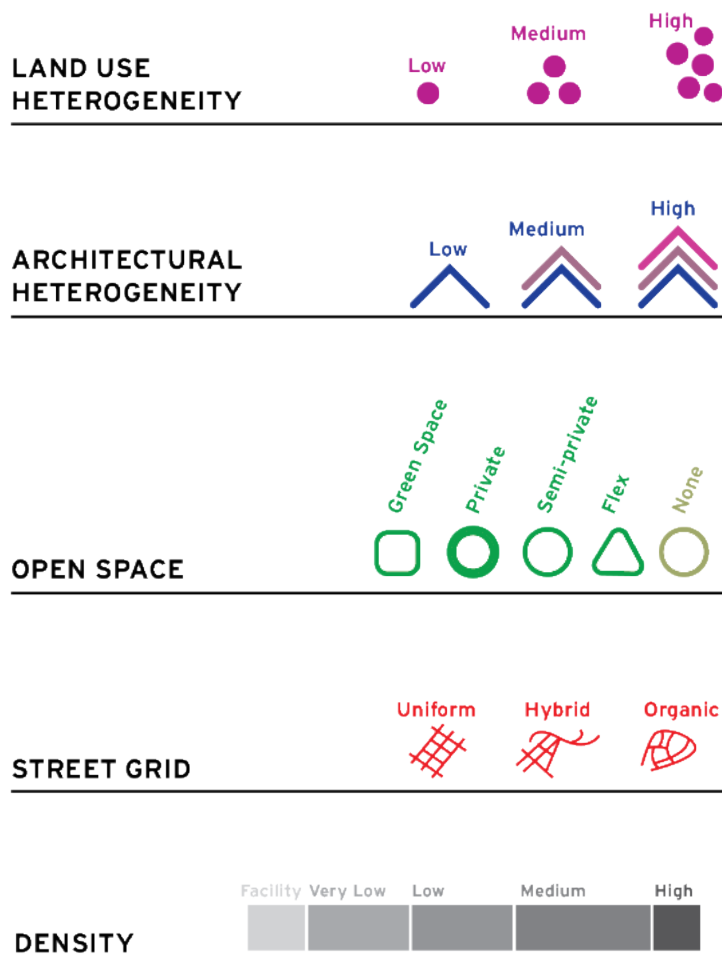 LAND USE
HETEROGENEITY
Low
Medium
High
ARCHITECTURAL
HETEROGENEITY
Low
Medium
High
OPEN SPACE
Green Space
Private
Semi-private
Flex
None
STREET GRID
Uniform
Hybrid
Organic
DENSITY
Facility
Very Low
Low
Medium
High